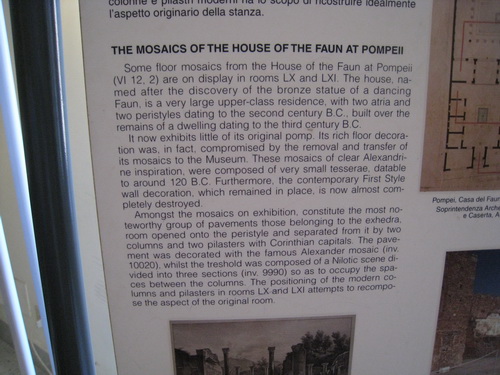 colonne e pilastri moderni ha lo scopo di ricostruire idealmente
l'aspetto originario della stanza.
THE MOSAICS OF THE HOUSE OF THE FAUN AT POMPEII
Some floor mosaics from the House of the Faun at Pompeii
(VI 12, 2) are on display in rooms LX and LXI. The house, na-
med after the discovery of the bronze statue of a dancing
Faun, is a very large upper-class residence, with two atria and
two peristyles dating to the second century B.C., built over the
remains of a dwelling dating to the third century B.C.
It now exhibits little of its original pomp. Its rich floor decora-
tion was, in fact, compromised by the removal and transfer of
its mosaics to the Museum. These mosaics of clear Alexandri-
ne inspiration, were composed of very small tesserae, datable
to around 120 B.C. Furthermore, the contemporary First Style
wall decoration, which remained in place, is now almost com-
pletely destroyed.
Amongst the mosaics on exhibition, constitute the most no-
teworthy group of pavements those belonging to the exhedra,
room opened onto the peristyle and separated from it by two
columns and two pilasters with Corinthian capitals. The pave-
ment was decorated with the famous Alexander mosaic (inv.
10020), whilst the treshold was composed of a Nilotic scene di-
vided into three sections (inv. 9990) so as to occupy the spa-
ces between the columns. The positioning of the modern co-
lumns and pilasters in rooms LX and LXI attempts to recompo-
se the aspect of the original room.
Pompei, Casa del Faun
Soprintendenza Arche
e Caserta, A